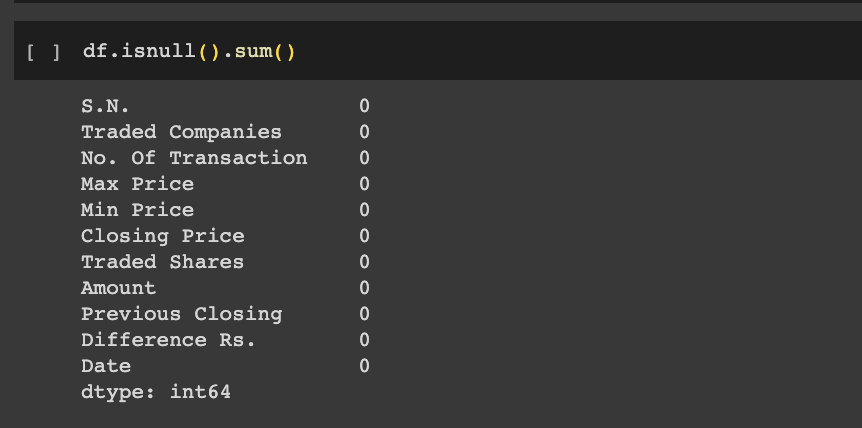 [ ] df.isnull().sum()
S.N. 0
Traded Companies 0
No. Of Transaction 0
Max Price 0
Min Price 0
Closing Price 0
Traded Shares 0
Amount 0
Previous Closing 0
Difference Rs. 0
Date 0
dtype: int64